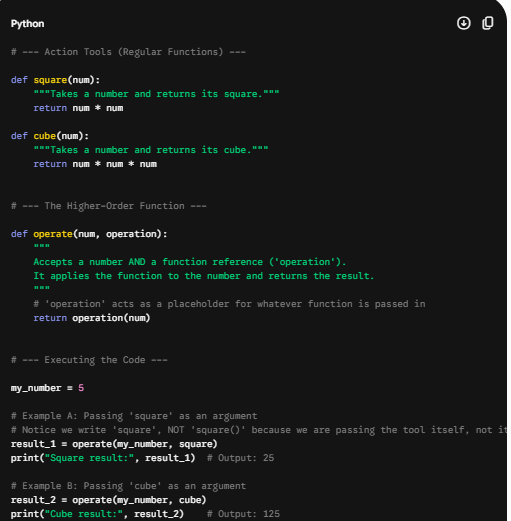 Python
# --- Action Tools (Regular Functions) ---
def square(num):
    """Takes a number and returns its square."""
    return num * num
def cube(num):
    """Takes a number and returns its cube."""
    return num * num * num
# --- The Higher-Order Function ---
def operate(num, operation):
    """
    Accepts a number AND a function reference ('operation').
    It applies the function to the number and returns the result.
    """
    # 'operation' acts as a placeholder for whatever function is passed in
    return operation(num)
# --- Executing the Code ---
my_number = 5
# Example A: Passing 'square' as an argument
# Notice we write 'square', NOT 'square()' because we are passing the tool itself, not it
result_1 = operate(my_number, square)
print("Square result:", result_1)  # Output: 25
# Example B: Passing 'cube' as an argument
result_2 = operate(my_number, cube)
print("Cube result:", result_2)    # Output: 125